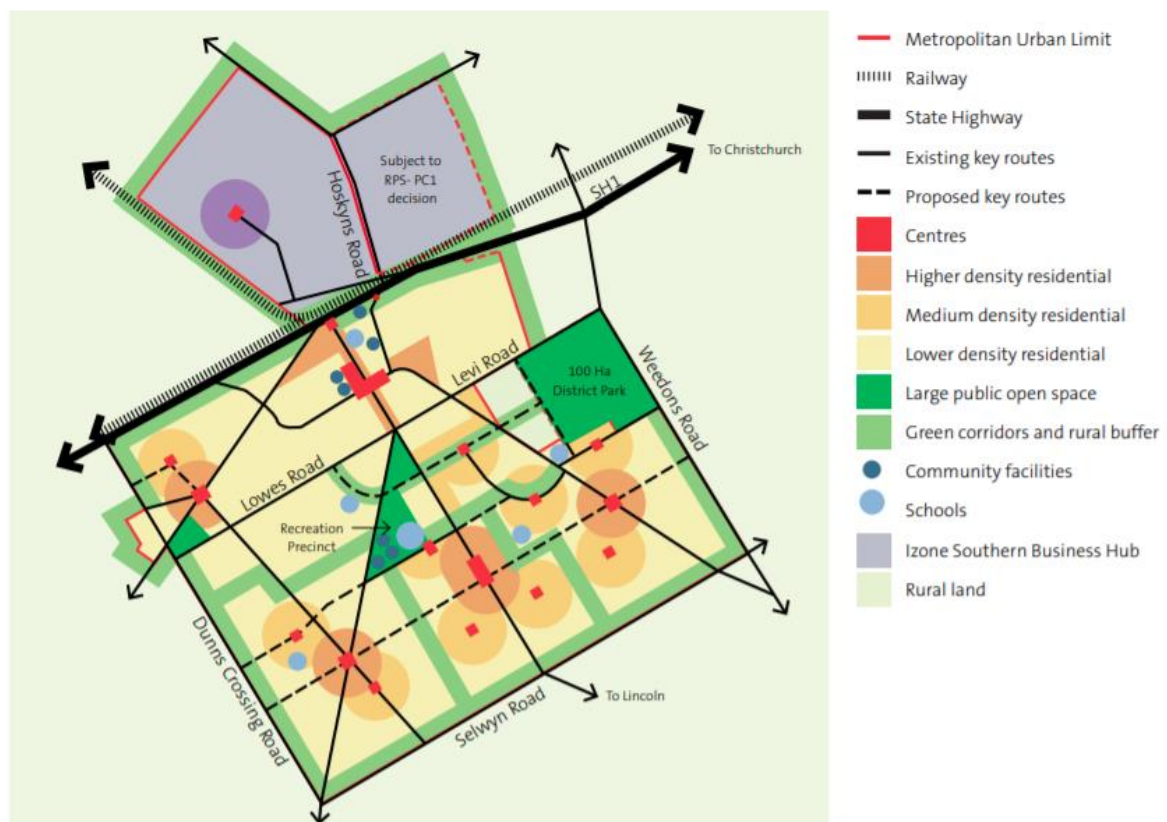 Subject to
RPS- PC1
decision
Hoskyns Road
SH1
To Christchurch
Levi Road
100 Ha
District Park
Weedons Road
Lowes Road
Recreation
Precinct
Dunns Crossing Road
Selwyn Road
To Lincoln
Metropolitan Urban Limit
Railway
State Highway
Existing key routes
Proposed key routes
Centres
Higher density residential
Medium density residential
Lower density residential
Large public open space
Green corridors and rural buffer
Community facilities
Schools
Izone Southern Business Hub
Rural land